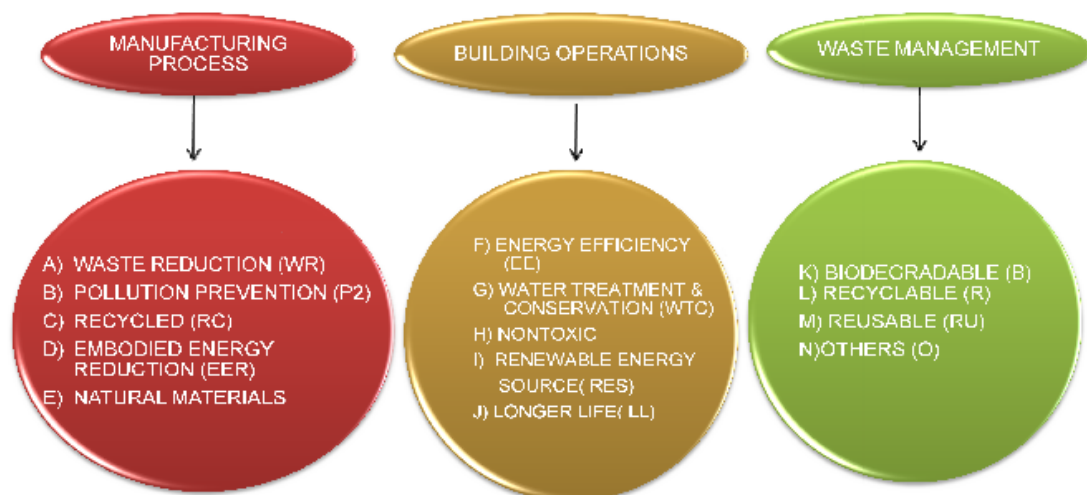 MANUFACTURING
PROCESS
BUILDING OPERATIONS
WASTE MANAGEMENT
A) WASTE REDUCTION (WR)
B) POLLUTION PREVENTION (P2)
C) RECYCLED (RC)
D) EMBODIED ENERGY
REDUCTION (EER)
E) NATURAL MATERIALS
F) ENERGY EFFICIENCY
(EE)
G) WATER TREATMENT &
CONSERVATION (WTC)
H) NONTOXIC
I) RENEWABLE ENERGY
SOURCE( RES)
J) LONGER LIFE( LL)
K) BIODEGRADABLE (B)
L) RECYCLABLE (R)
M) REUSABLE (RU)
N)OTHERS (O)